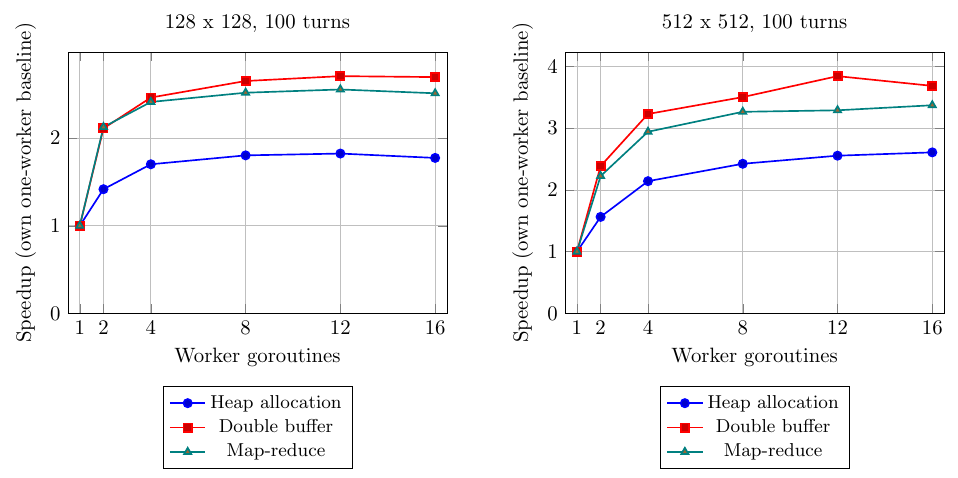 128 x 128, 100 turns
Speedup (own one-worker baseline)
2
1
0
1 2 4 8 12 16
Worker goroutines
Heap allocation
Double buffer
Map-reduce
512 x 512, 100 turns
Speedup (own one-worker baseline)
4
3
2
1
0
1 2 4 8 12 16
Worker goroutines
Heap allocation
Double buffer
Map-reduce